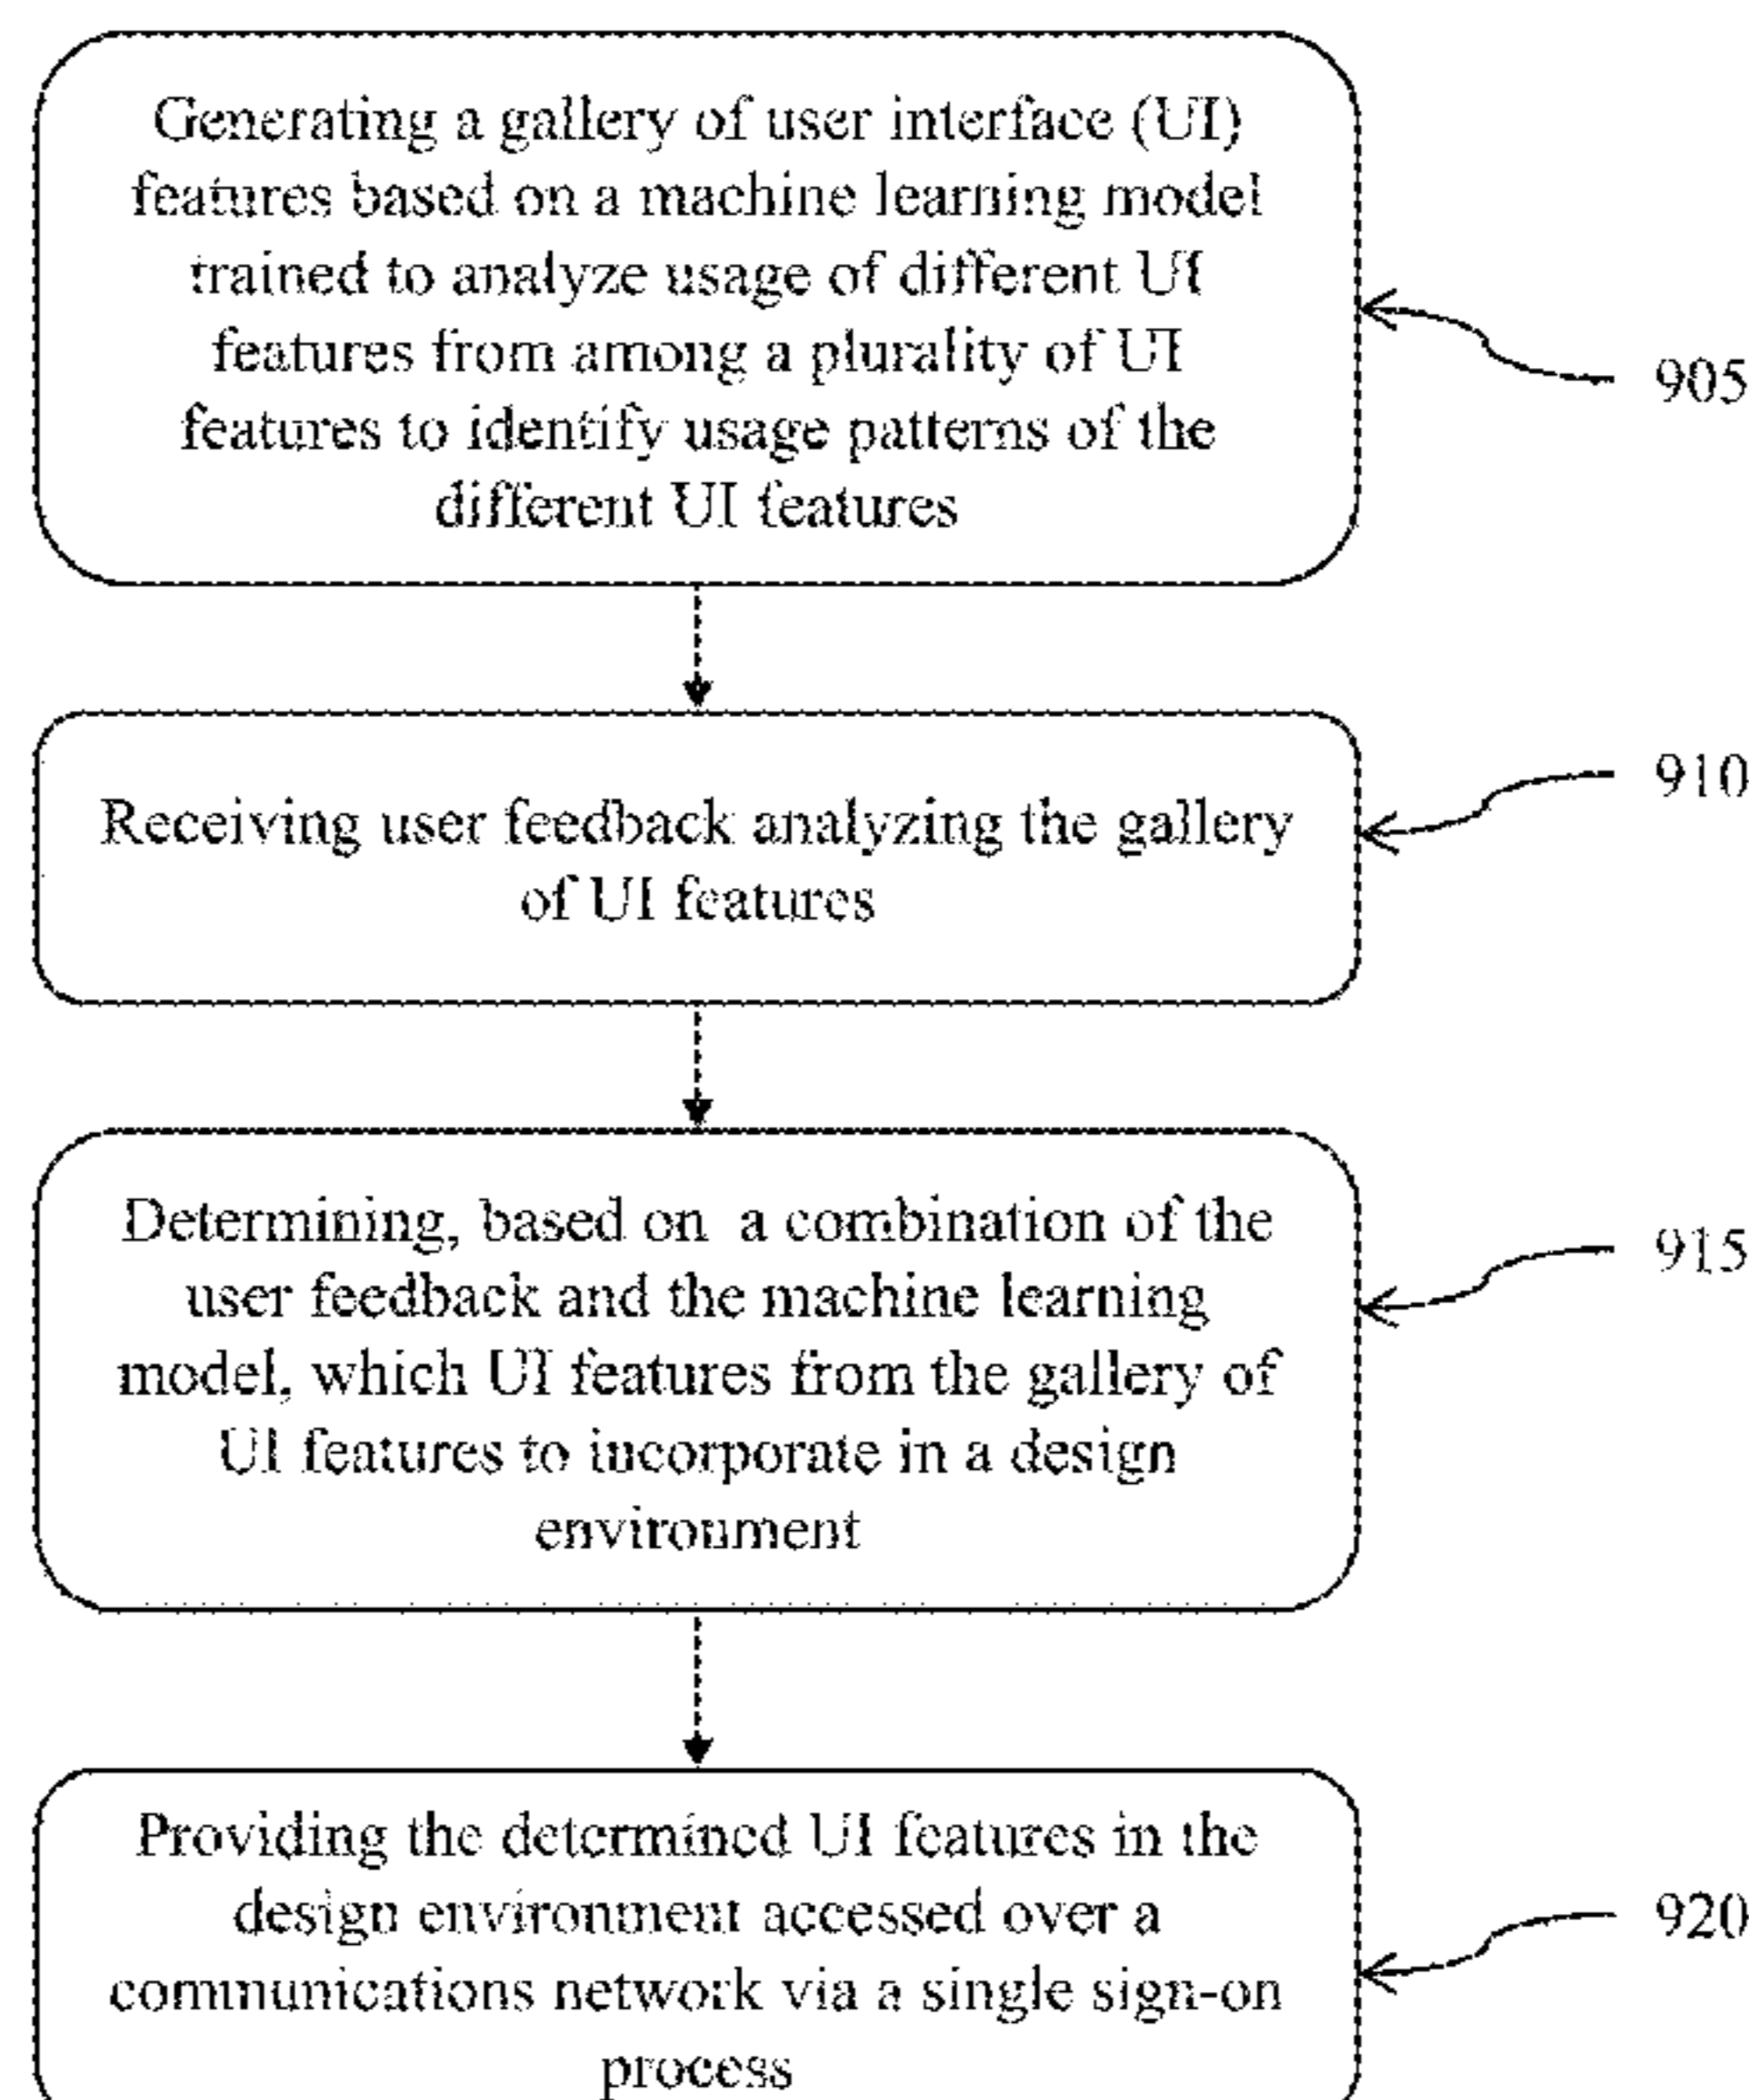 Generating a gallery of user interface (UI)
features based on a machine learning model
trained to analyze usage of different UI
features from among a plurality of UI
features to identify usage patterns of the
different UI features
905
Receiving user feedback analyzing the gallery
of UI features
910
Determining, based on a combination of the
user feedback and the machine learning
model, which UI features from the gallery of
UI features to incorporate in a design
environment
915
Providing the determined UI features in the
design environment accessed over a
communications network via a single sign-on
process
920